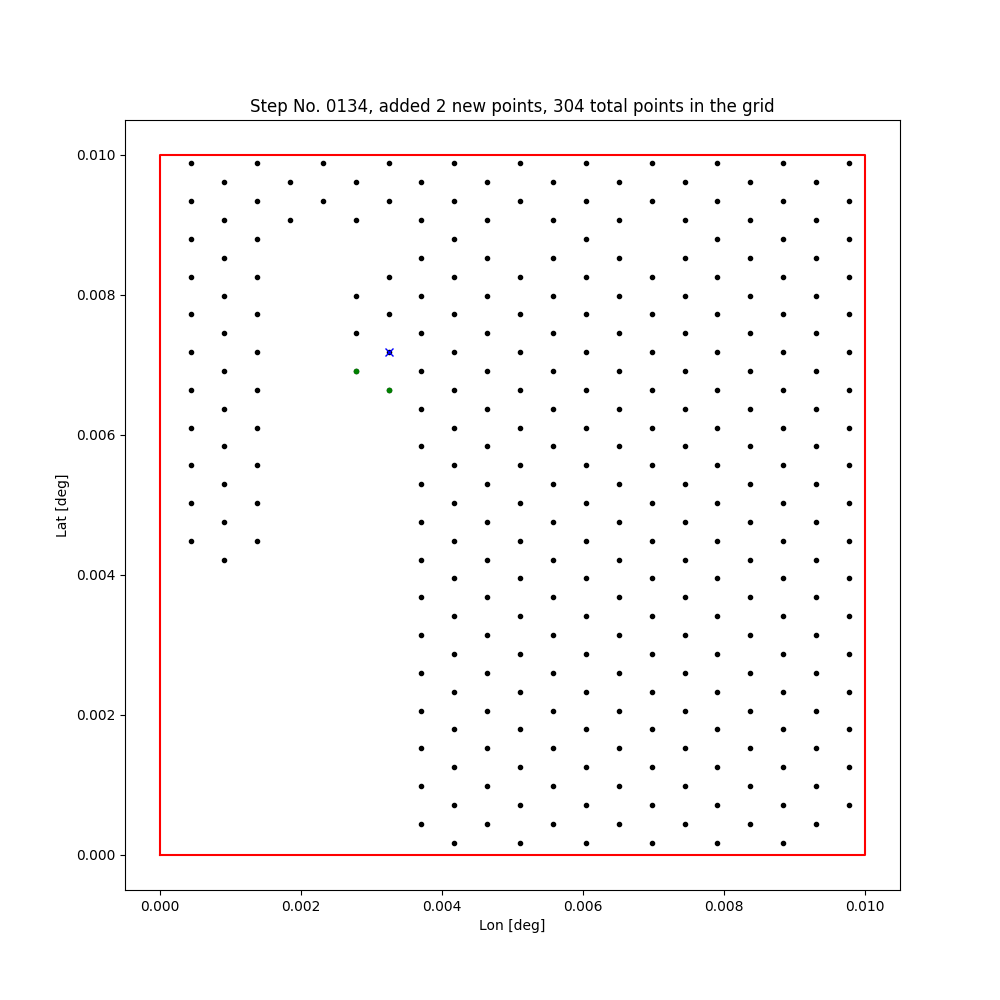 Step No. 0134, added 2 new points, 304 total points in the grid
0.010
0.008
0.006
0.004
0.002
0.000
Lat [deg]
0.000 0.002 0.004 0.006 0.008 0.010
Lon [deg]